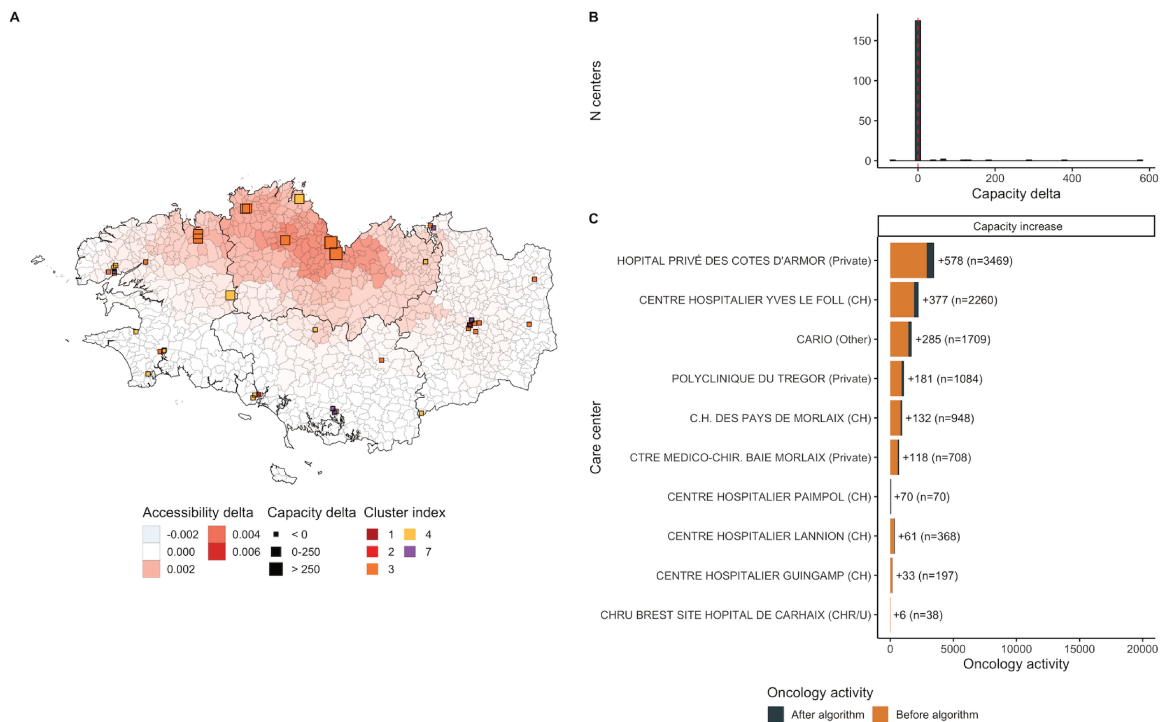 A
B
N centers
150
100
50
0
0
200
400
600
Capacity delta
C
Capacity increase
Care center
HOPITAL PRIVÉ DES COTES D'ARMOR (Private)
+578 (n=3469)
CENTRE HOSPITALIER YVES LE FOLL (CH)
+377 (n=2260)
CARIO (Other)
+285 (n=1709)
POLYCLINIQUE DU TREGOR (Private)
+181 (n=1084)
C.H. DES PAYS DE MORLAIX (CH)
+132 (n=948)
CTRE MEDICO-CHIR. BAIE MORLAIX (Private)
+118 (n=708)
CENTRE HOSPITALIER PAIMPOL (CH)
+70 (n=70)
CENTRE HOSPITALIER LANNION (CH)
+61 (n=368)
CENTRE HOSPITALIER GUINGAMP (CH)
+33 (n=197)
CHRU BREST SITE HOPITAL DE CARHAIX (CHR/U)
+6 (n=38)
0
5000
10000
15000
20000
Oncology activity
Oncology activity
After algorithm
Before algorithm
Accessibility delta
-0.002
0.000
0.002
0.004
0.006
Capacity delta
< 0
0-250
> 250
Cluster index
1
2
3
4
7